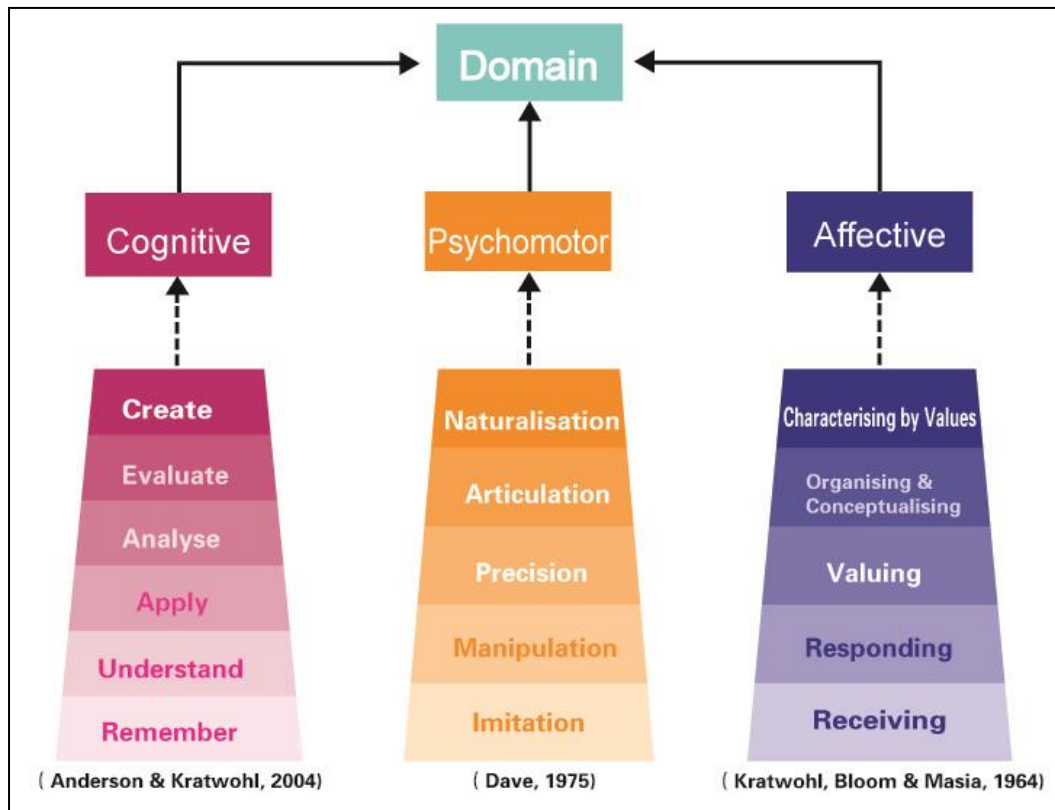 Domain
Cognitive
Psychomotor
Affective
Create
Evaluate
Analyse
Apply
Understand
Remember
( Anderson & Kratwohl, 2004)
Naturalisation
Articulation
Precision
Manipulation
Imitation
( Dave, 1975)
Characterising by Values
Organising &
Conceptualising
Valuing
Responding
Receiving
(Kratwohl, Bloom & Masia, 1964)